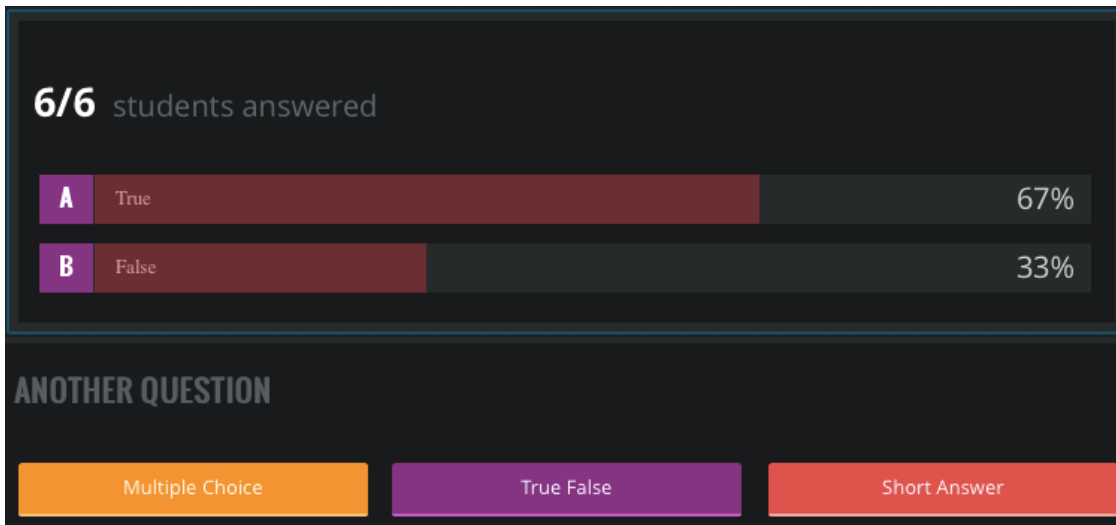 6/6 students answered
A True 67%
B False 33%
ANOTHER QUESTION
Multiple Choice True False Short Answer